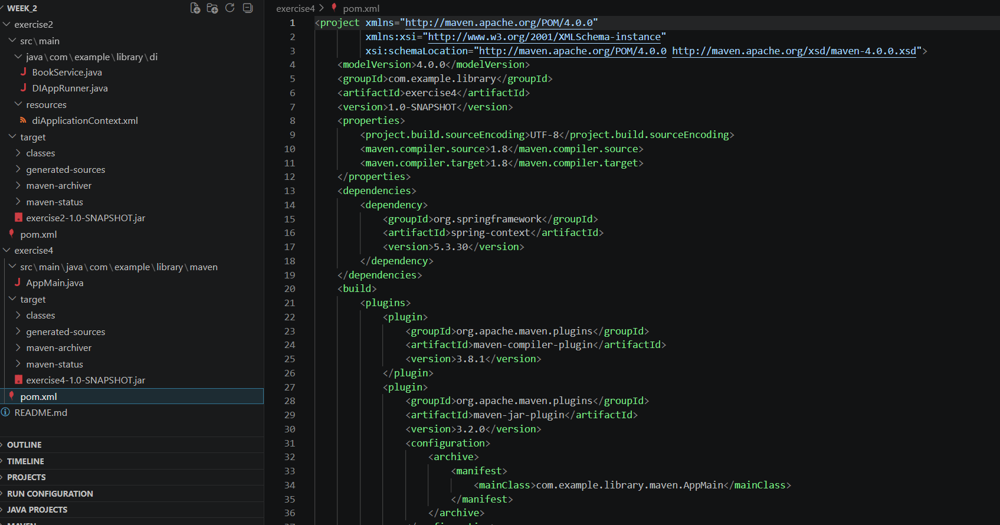 WEEK_2
exercise2
src\main
java\com\example\library\di
BookService.java
DIAppRunner.java
resources
diApplicationContext.xml
target
classes
generated-sources
maven-archiver
maven-status
exercise2-1.0-SNAPSHOT.jar
pom.xml
exercise4
src\main\java\com\example\library\maven
AppMain.java
target
classes
generated-sources
maven-archiver
maven-status
exercise4-1.0-SNAPSHOT.jar
pom.xml
README.md
OUTLINE
TIMELINE
PROJECTS
RUN CONFIGURATION
JAVA PROJECTS
MAVEN
exercise4 > pom.xml
1 <project xmlns="http://maven.apache.org/POM/4.0.0"
2 xmlns:xsi="http://www.w3.org/2001/XMLSchema-instance"
3 xsi:schemaLocation="http://maven.apache.org/POM/4.0.0 http://maven.apache.org/xsd/maven-4.0.0.xsd">
4 <modelVersion>4.0.0</modelVersion>
5 <groupId>com.example.library</groupId>
6 <artifactId>exercise4</artifactId>
7 <version>1.0-SNAPSHOT</version>
8 <properties>
9 <project.build.sourceEncoding>UTF-8</project.build.sourceEncoding>
10 <maven.compiler.source>1.8</maven.compiler.source>
11 <maven.compiler.target>1.8</maven.compiler.target>
12 </properties>
13 <dependencies>
14 <dependency>
15 <groupId>org.springframework</groupId>
16 <artifactId>spring-context</artifactId>
17 <version>5.3.30</version>
18 </dependency>
19 </dependencies>
20 <build>
21 <plugins>
22 <plugin>
23 <groupId>org.apache.maven.plugins</groupId>
24 <artifactId>maven-compiler-plugin</artifactId>
25 <version>3.8.1</version>
26 </plugin>
27 <plugin>
28 <groupId>org.apache.maven.plugins</groupId>
29 <artifactId>maven-jar-plugin</artifactId>
30 <version>3.2.0</version>
31 <configuration>
32 <archive>
33 <manifest>
34 <mainClass>com.example.library.maven.AppMain</mainClass>
35 </manifest>
36 </archive>